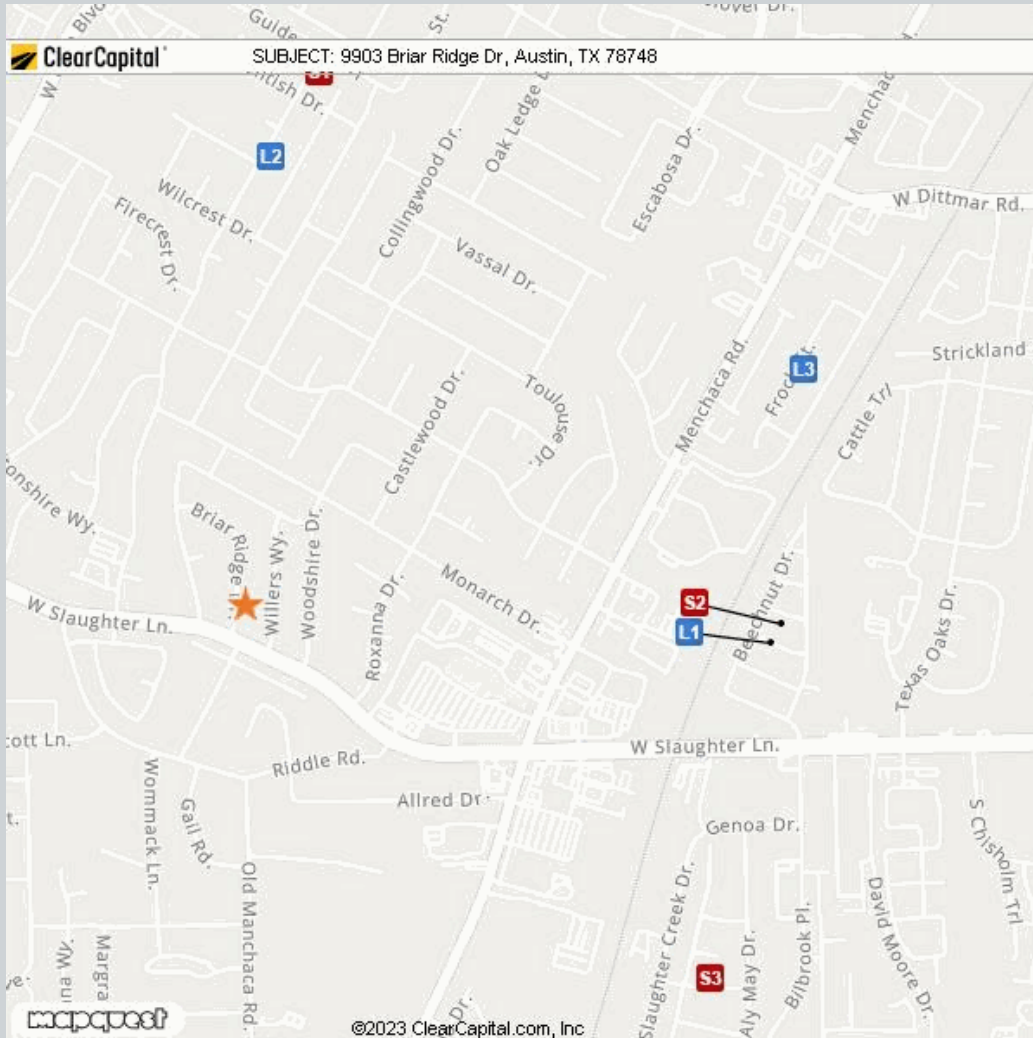 Guide
St.
ClearCapital
SUBJECT: 9903 Briar Ridge Dr, Austin, TX 78748
L2
Wilcrest Dr.
Firecrest Dr.
Collingwood Dr.
Oak Ledge
Vassal Dr.
Escabosa Dr.
W Dittmar Rd.
Menchaca Rd.
L3
Strickland
Cattle Trl
Toulouse Dr.
Castlewood Dr.
Briar Ridge
Willers Wy.
Woodshire Dr.
Roxanna Dr.
Monarch Dr.
S2
L1
Beechnut Dr.
Texas Oaks Dr.
W Slaughter Ln.
W Slaughter Ln.
Riddle Rd.
Allred Dr.
Wommack Ln.
Gail Rd.
Old Manchaca Rd.
Genoa Dr.
Slaughter Creek Dr.
Aly May Dr.
Bilbrook Pl.
David Moore Dr.
S Chisholm Trl
S3
Dr.
mapquest
©2023 ClearCapital.com, Inc